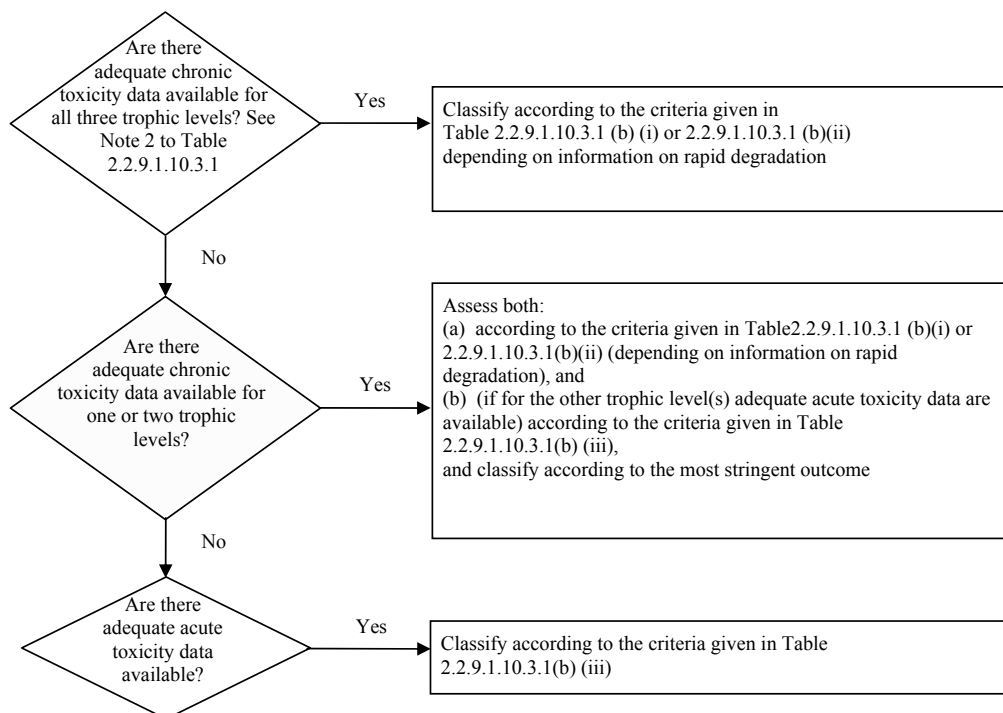 Are there
adequate chronic
toxicity data available for
all three trophic levels? See
Note 2 to Table
2.2.9.1.10.3.1
Yes
Classify according to the criteria given in
Table 2.2.9.1.10.3.1 (b) (i) or 2.2.9.1.10.3.1 (b)(ii)
depending on information on rapid degradation
No
Are there
adequate chronic
toxicity data available for
one or two trophic
levels?
Yes
Assess both:
(a) according to the criteria given in Table2.2.9.1.10.3.1 (b)(i) or
2.2.9.1.10.3.1(b)(ii) (depending on information on rapid
degradation), and
(b) (if for the other trophic level(s) adequate acute toxicity data are
available) according to the criteria given in Table
2.2.9.1.10.3.1(b) (iii),
and classify according to the most stringent outcome
No
Are there
adequate acute
toxicity data
available?
Yes
Classify according to the criteria given in Table
2.2.9.1.10.3.1(b) (iii)